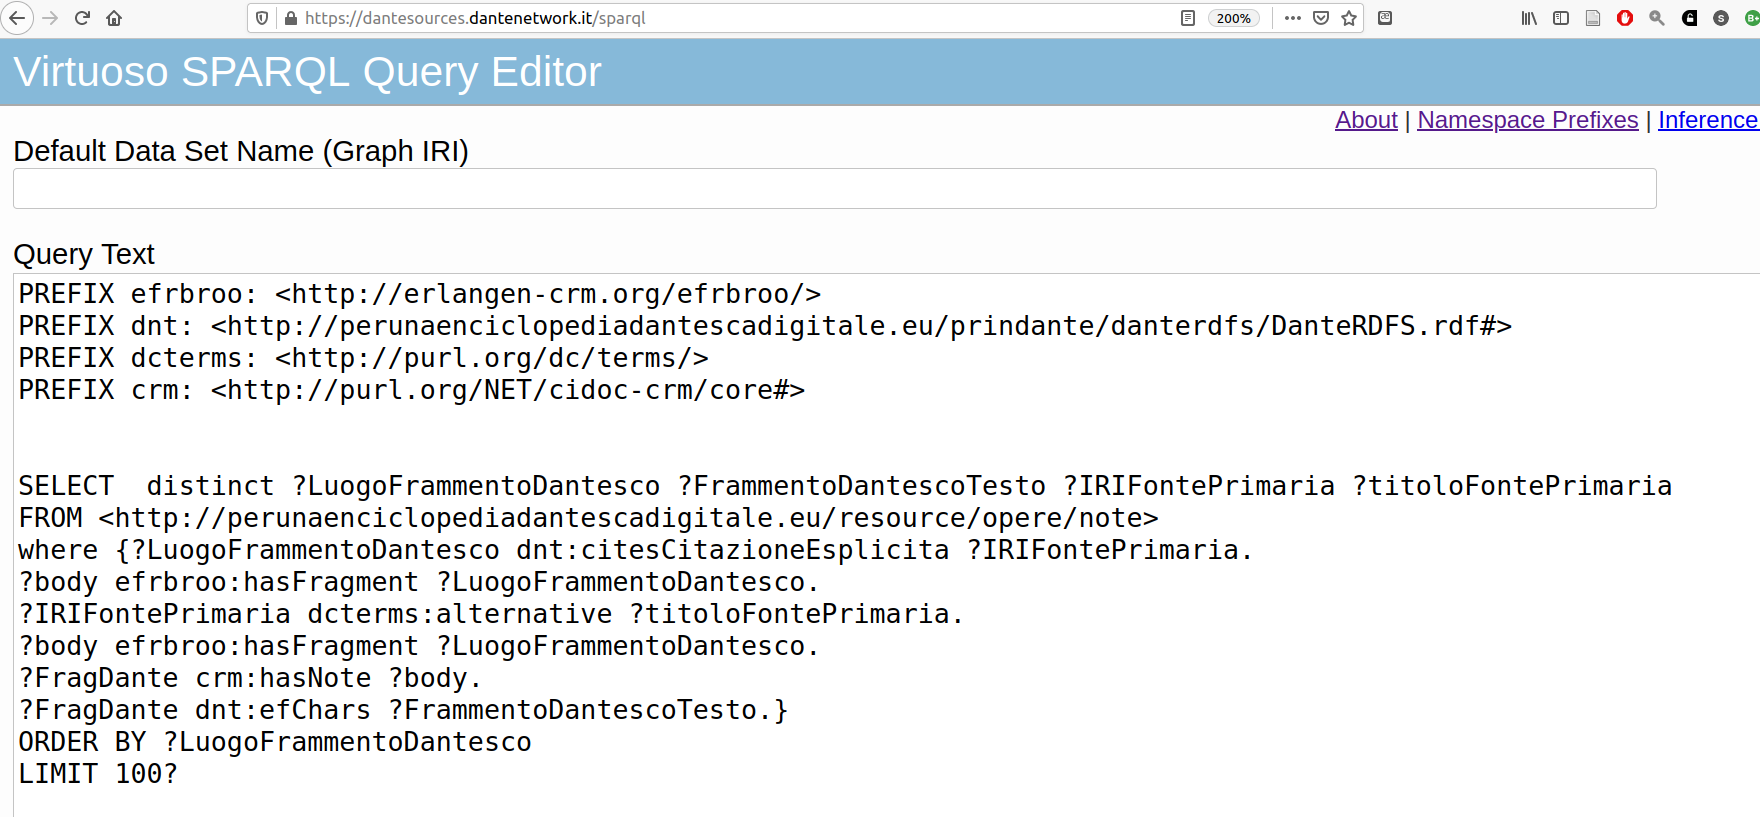 https://dantesources.dantenetwork.it/sparql
200%
Virtuoso SPARQL Query Editor
About | Namespace Prefixes | Inference
Default Data Set Name (Graph IRI)
Query Text
PREFIX efrbroo: <http://erlangen-crm.org/efrbroo/>
PREFIX dnt: <http://perunaenciclopediadantescadigitale.eu/prindante/danterdfs/DanteRDFS.rdf#>
PREFIX dcterms: <http://purl.org/dc/terms/>
PREFIX crm: <http://purl.org/NET/cidoc-crm/core#>
SELECT  distinct ?LuogoFrammentoDantesco ?FrammentoDantescoTesto ?IRIFontePrimaria ?titoloFontePrimaria
FROM <http://perunaenciclopediadantescadigitale.eu/resource/opere/note>
where {?LuogoFrammentoDantesco dnt:citesCitazioneEsplicita ?IRIFontePrimaria.
?body efrbroo:hasFragment ?LuogoFrammentoDantesco.
?IRIFontePrimaria dcterms:alternative ?titoloFontePrimaria.
?body efrbroo:hasFragment ?LuogoFrammentoDantesco.
?FragDante crm:hasNote ?body.
?FragDante dnt:efChars ?FrammentoDantescoTesto.}
ORDER BY ?LuogoFrammentoDantesco
LIMIT 100?